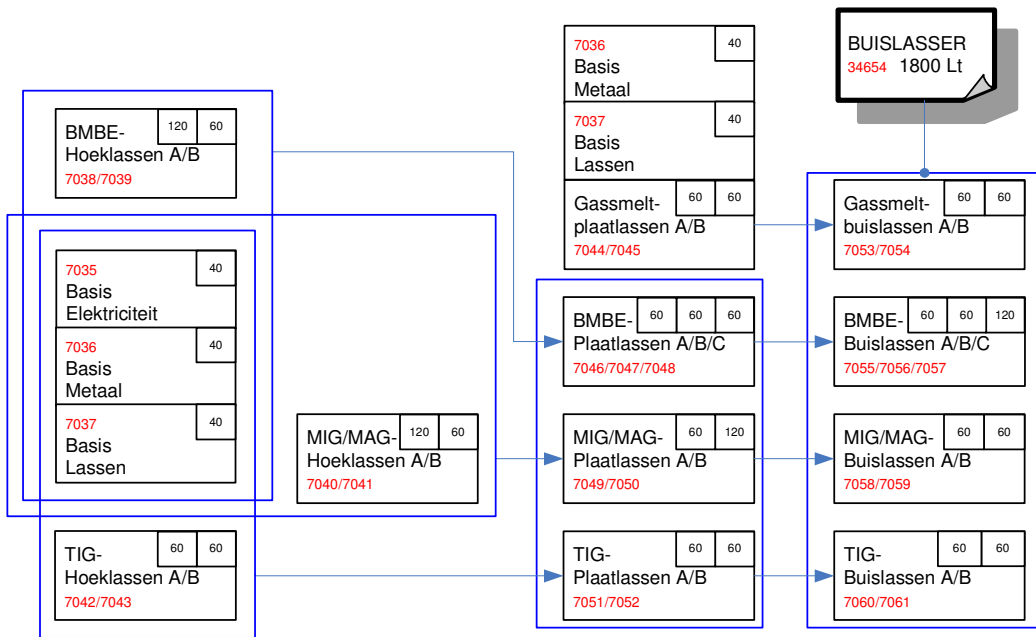 BMBE-
120
60
Hoeklassen A/B
7038/7039
7035
40
Basis
Elektriciteit
7036
40
Basis
Metaal
7037
40
Basis
Lassen
TIG-
60
60
Hoeklassen A/B
7042/7043
MIG/MAG-
120
60
Hoeklassen A/B
7040/7041
7036
40
Basis
Metaal
7037
40
Basis
Lassen
Gassmelt-
60
60
plaatlassen A/B
7044/7045
BMBE-
60
60
60
Plaatlassen A/B/C
7046/7047/7048
MIG/MAG-
60
120
Plaatlassen A/B
7049/7050
TIG-
60
60
Plaatlassen A/B
7051/7052
BUISLASSER
34654 1800 Lt
Gassmelt-
60
60
buislassen A/B
7053/7054
BMBE-
60
60
120
Buislassen A/B/C
7055/7056/7057
MIG/MAG-
60
60
Buislassen A/B
7058/7059
TIG-
60
60
Buislassen A/B
7060/7061